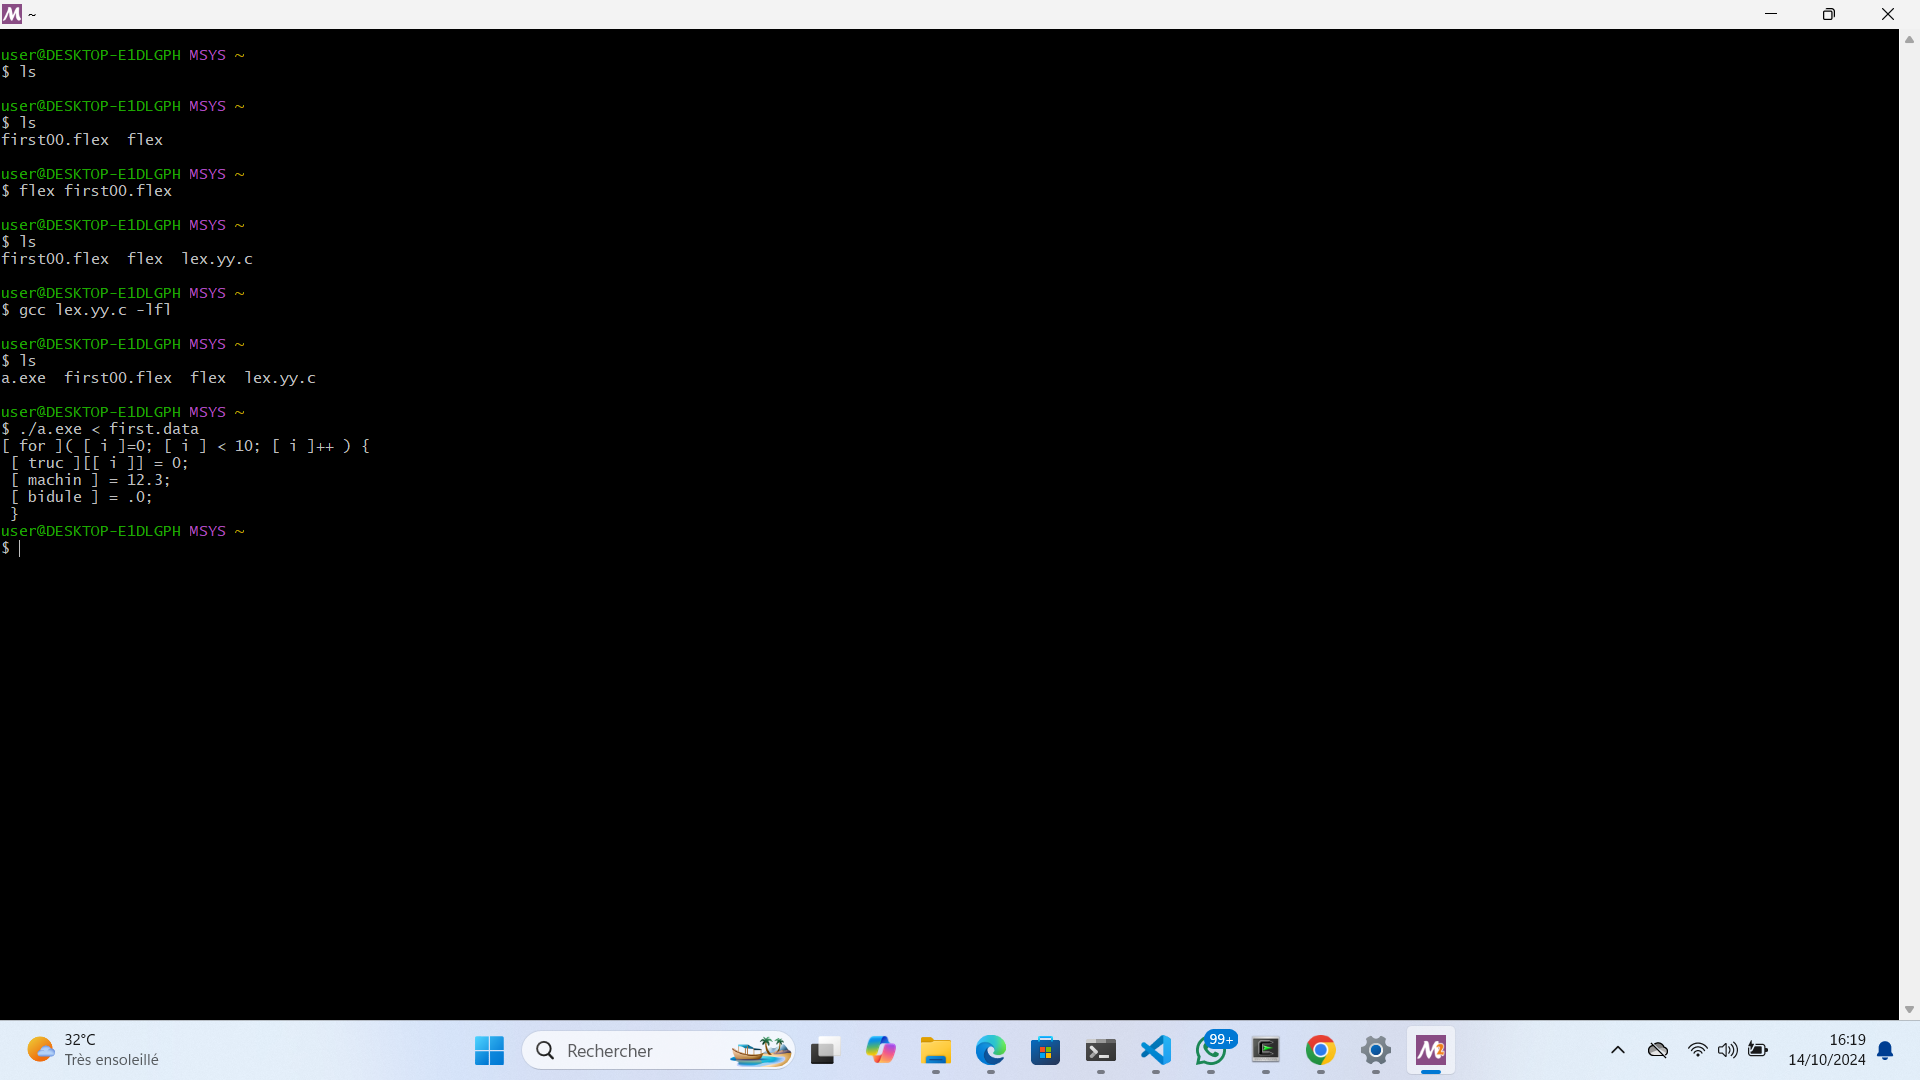 ~
user@DESKTOP-E1DLGPH MSYS ~
$ ls
user@DESKTOP-E1DLGPH MSYS ~
$ ls
first00.flex  flex
user@DESKTOP-E1DLGPH MSYS ~
$ flex first00.flex
user@DESKTOP-E1DLGPH MSYS ~
$ ls
first00.flex  flex  lex.yy.c
user@DESKTOP-E1DLGPH MSYS ~
$ gcc lex.yy.c -lfl
user@DESKTOP-E1DLGPH MSYS ~
$ ls
a.exe  first00.flex  flex  lex.yy.c
user@DESKTOP-E1DLGPH MSYS ~
$ ./a.exe < first.data
[ for ]( [ i ]=0; [ i ] < 10; [ i ]++ ) {
 [ truc ][[ i ]] = 0;
 [ machin ] = 12.3;
 [ bidule ] = .0;
 }
user@DESKTOP-E1DLGPH MSYS ~
$
32°C
Très ensoleillé
Rechercher
99+
16:19
14/10/2024